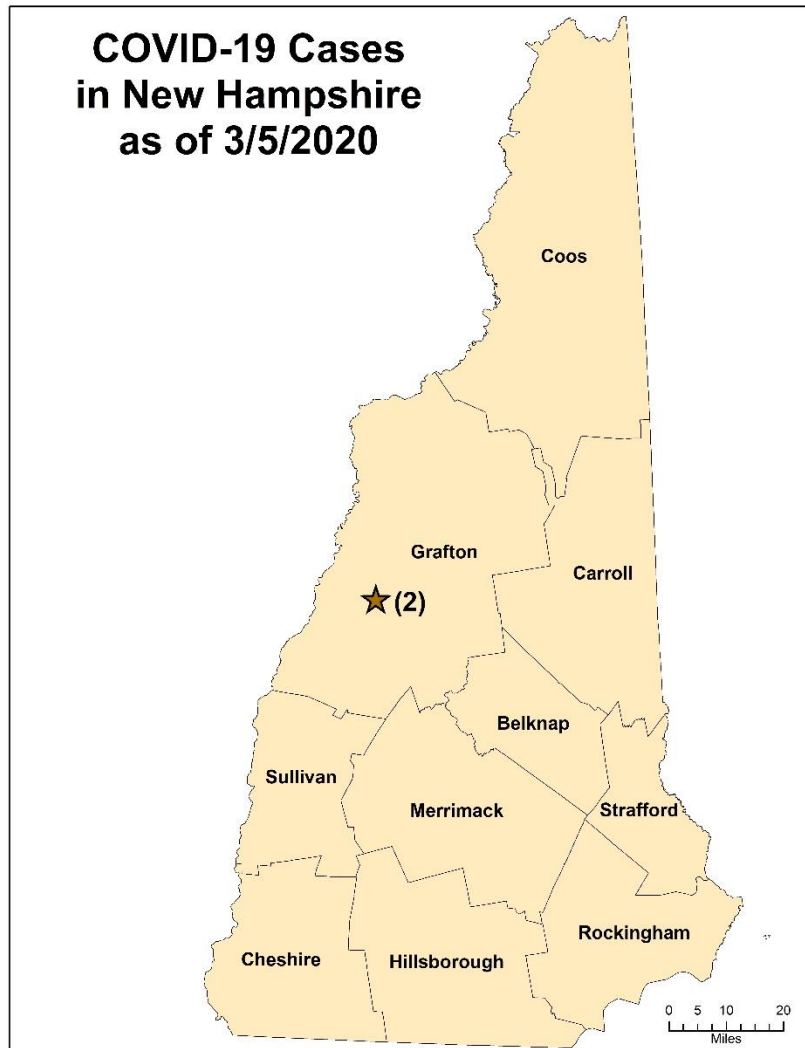 COVID-19 Cases
in New Hampshire
as of 3/5/2020
Coos
Grafton
Carroll
(2)
Belknap
Sullivan
Merrimack
Strafford
Rockingham
Cheshire
Hillsborough
0 5 10 20
Miles